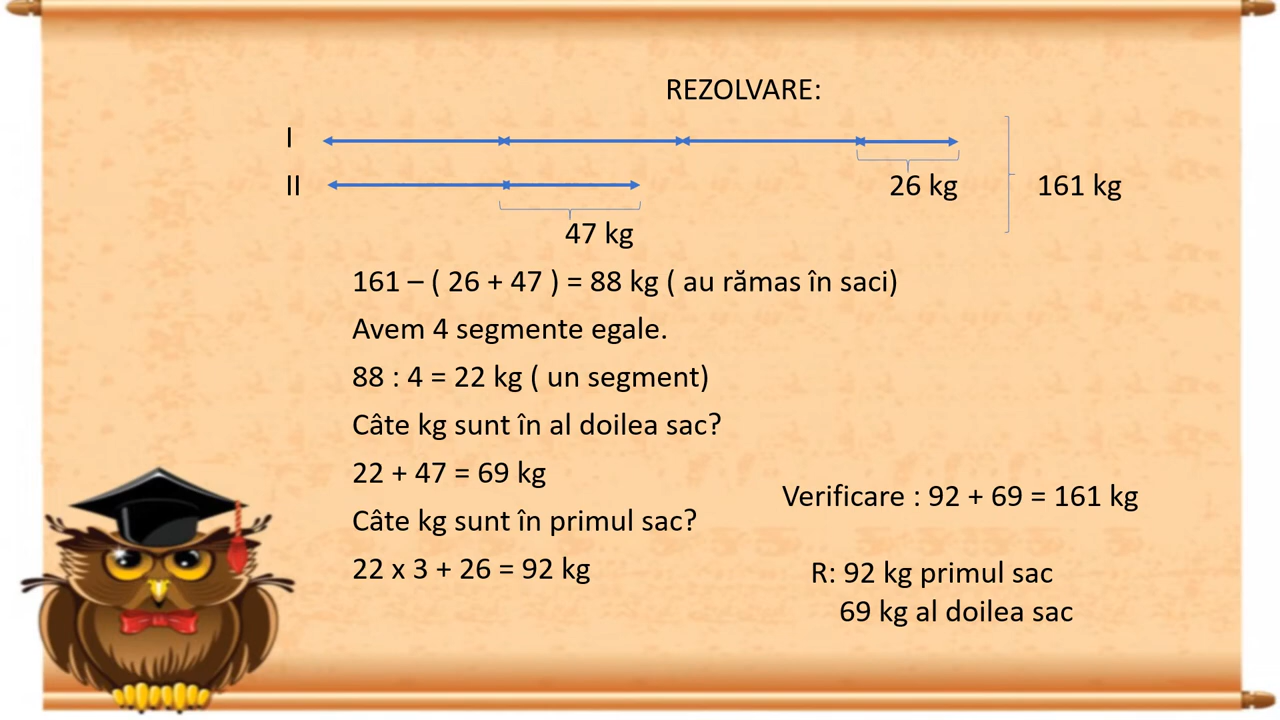 REZOLVARE:
I
26 kg
II
161 kg
47 kg
161 – ( 26 + 47 ) = 88 kg ( au rămas în saci)
Avem 4 segmente egale.
88 : 4 = 22 kg ( un segment)
Câte kg sunt în al doilea sac?
22 + 47 = 69 kg
Câte kg sunt în primul sac?
22 x 3 + 26 = 92 kg
Verificare : 92 + 69 = 161 kg
R: 92 kg primul sac
69 kg al doilea sac